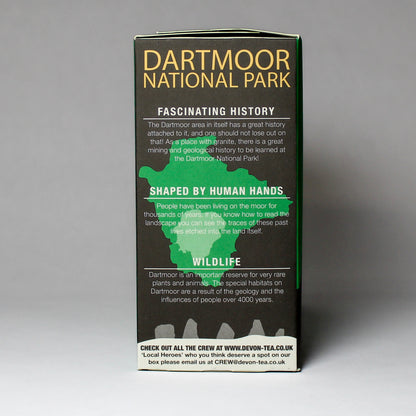 DARTMOOR
NATIONAL PARK
FASCINATING HISTORY
The Dartmoor area in itself has a great history
attached to it, and one should not lose out on
that! As a place with granite, there is a great
mining and geological history to be learned at
the Dartmoor National Park!
SHAPED BY HUMAN HANDS
People have been living on the moor for
thousands of years. If you know how to read the
landscape you can see the traces of these past
lives etched into the land itself.
WILDLIFE
Dartmoor is an important reserve for very rare
plants and animals. The special habitats on
Dartmoor are a result of the geology and the
influences of people over 4000 years.
CHECK OUT ALL THE CREW AT WWW.DEVON-TEA.CO.UK
'Local Heroes' who you think deserve a spot on our
box please email us at CREW@devon-tea.co.uk